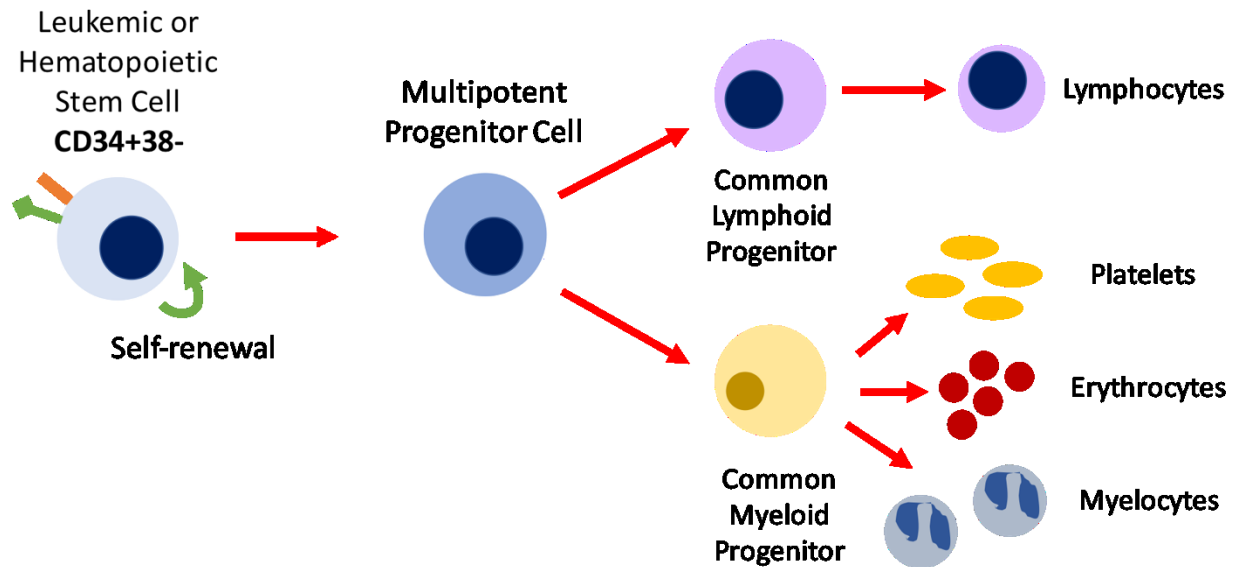 Leukemic or
Hematopoietic
Stem Cell
CD34+38-
Self-renewal
Multipotent
Progenitor Cell
Common
Lymphoid
Progenitor
Lymphocytes
Common
Myeloid
Progenitor
Platelets
Erythrocytes
Myelocytes